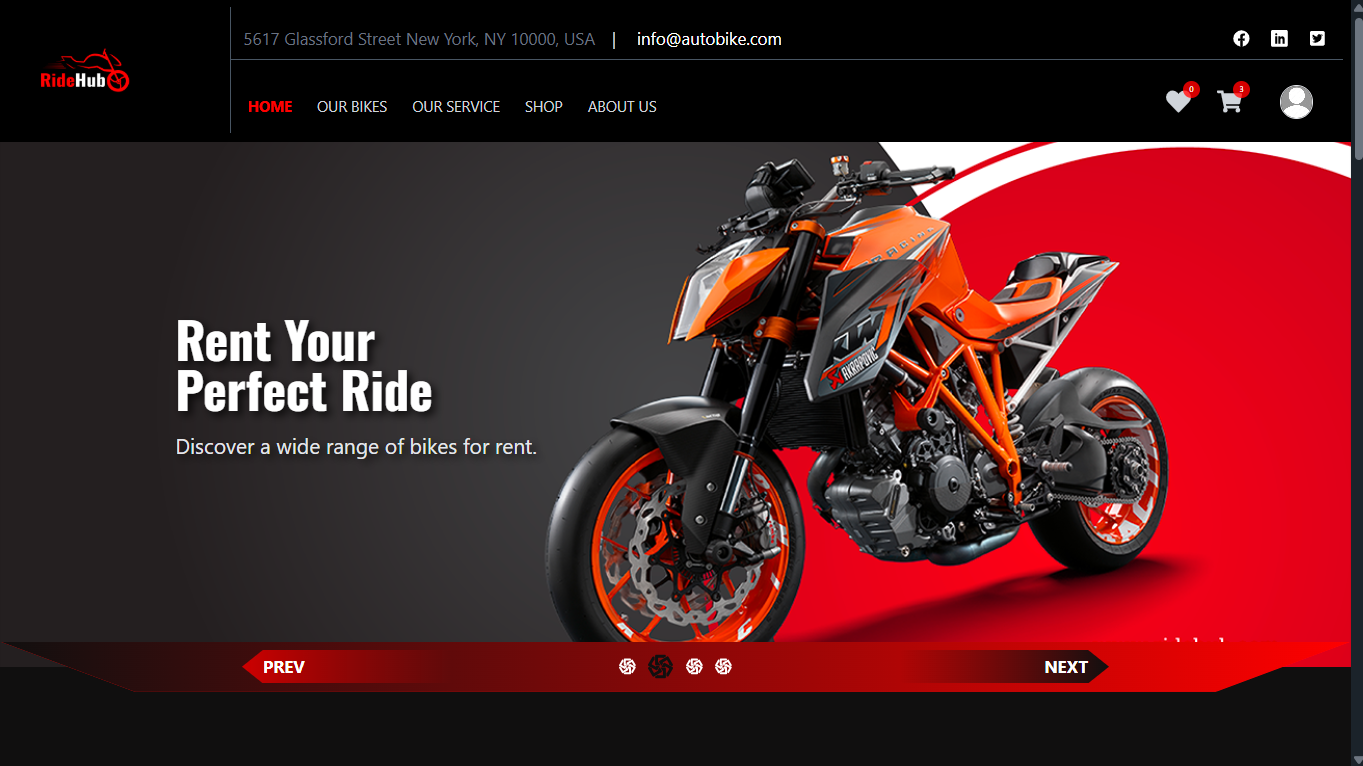 5617 Glassford Street New York, NY 10000, USA | info@autobike.com
RideHub
HOME OUR BIKES OUR SERVICE SHOP ABOUT US
0
3
Rent Your
Perfect Ride
Discover a wide range of bikes for rent.
AKRAPOVIČ
PREV
NEXT